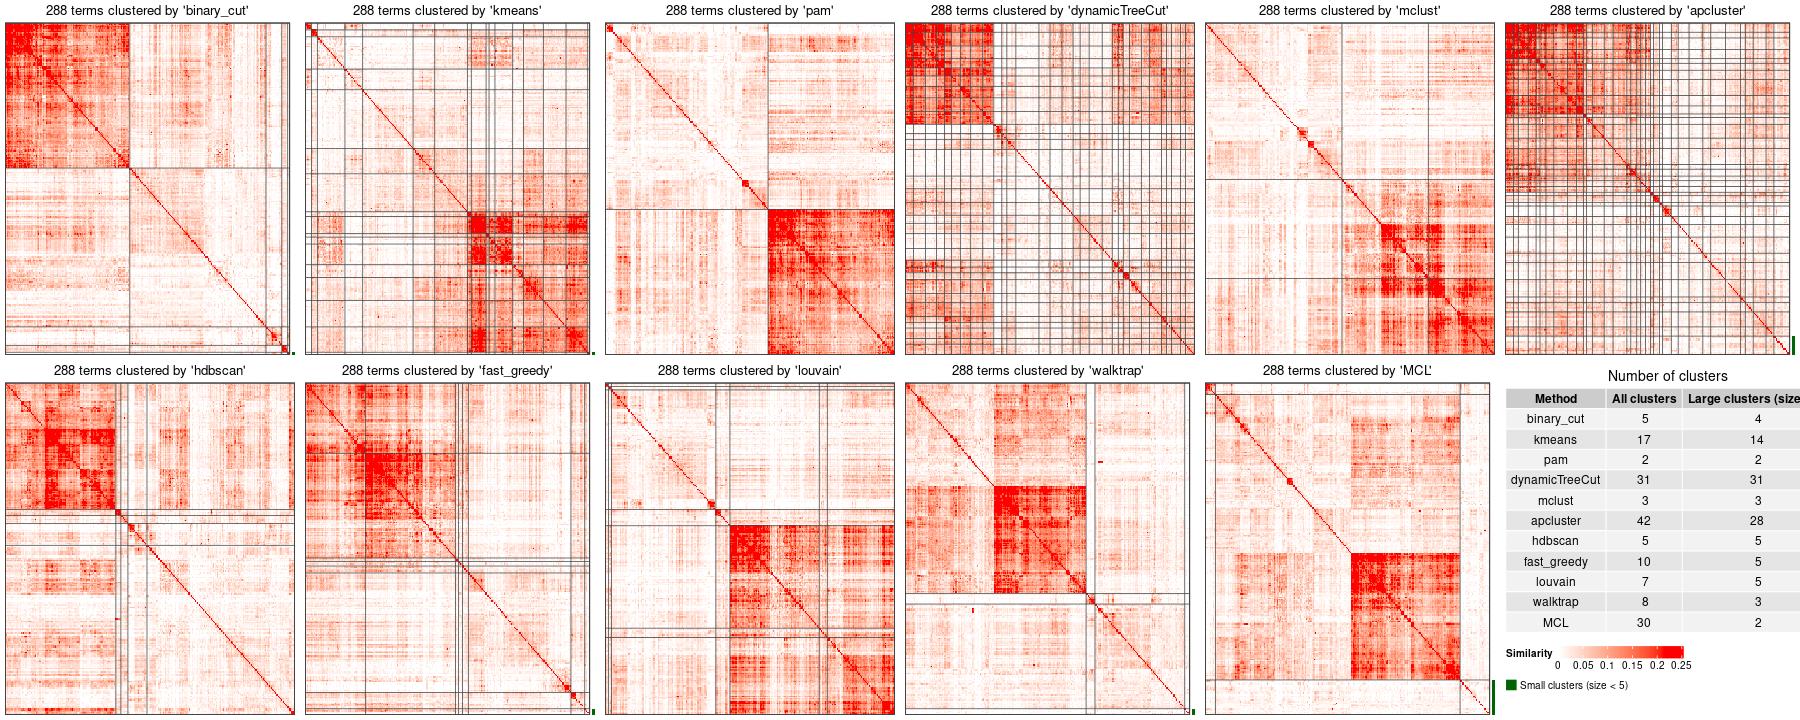 288 terms clustered by 'binary_cut'
288 terms clustered by 'kmeans'
288 terms clustered by 'pam'
288 terms clustered by 'dynamicTreeCut'
288 terms clustered by 'mclust'
288 terms clustered by 'apcluster'
288 terms clustered by 'hdbscan'
288 terms clustered by 'fast_greedy'
288 terms clustered by 'louvain'
288 terms clustered by 'walktrap'
288 terms clustered by 'MCL'
Number of clusters
Method All clusters Large clusters (size
binary_cut 5 4
kmeans 17 14
pam 2 2
dynamicTreeCut 31 31
mclust 3 3
apcluster 42 28
hdbscan 5 5
fast_greedy 10 5
louvain 7 5
walktrap 8 3
MCL 30 2
Similarity
0 0.05 0.1 0.15 0.2 0.25
Small clusters (size < 5)